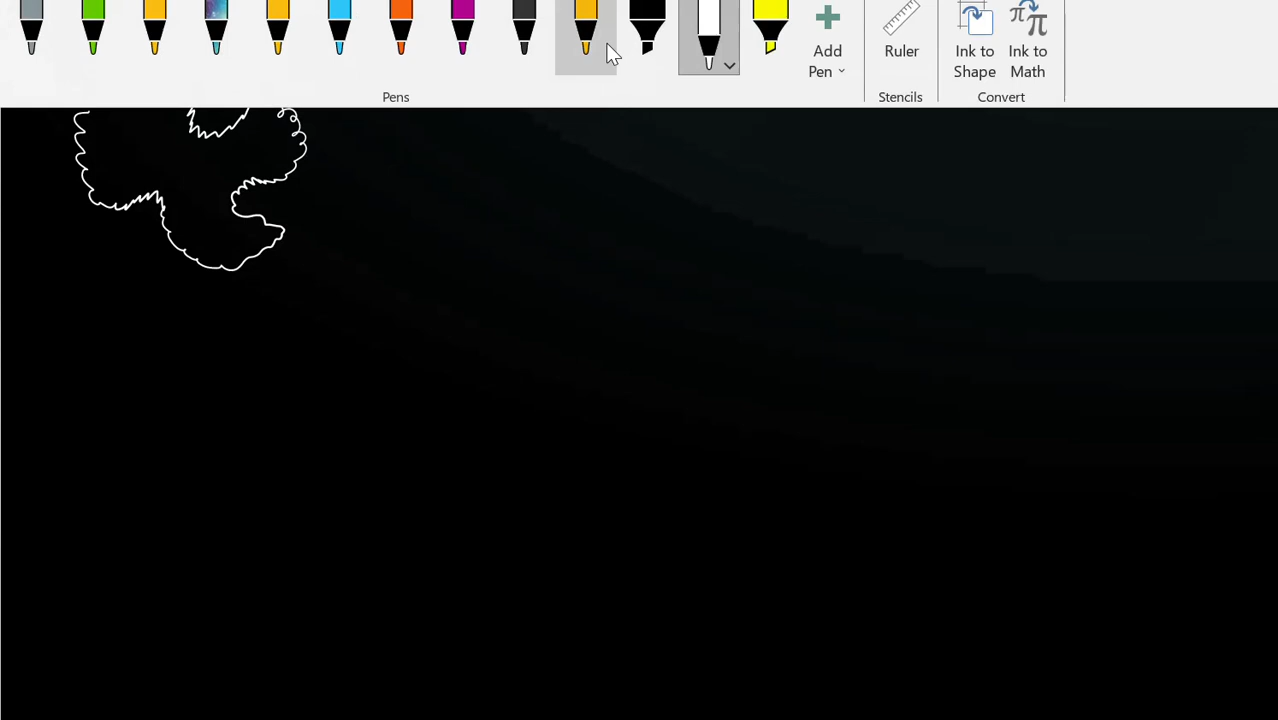 Add
Pen
Ruler
Ink to
Shape
Ink to
Math
Pens
Stencils
Convert